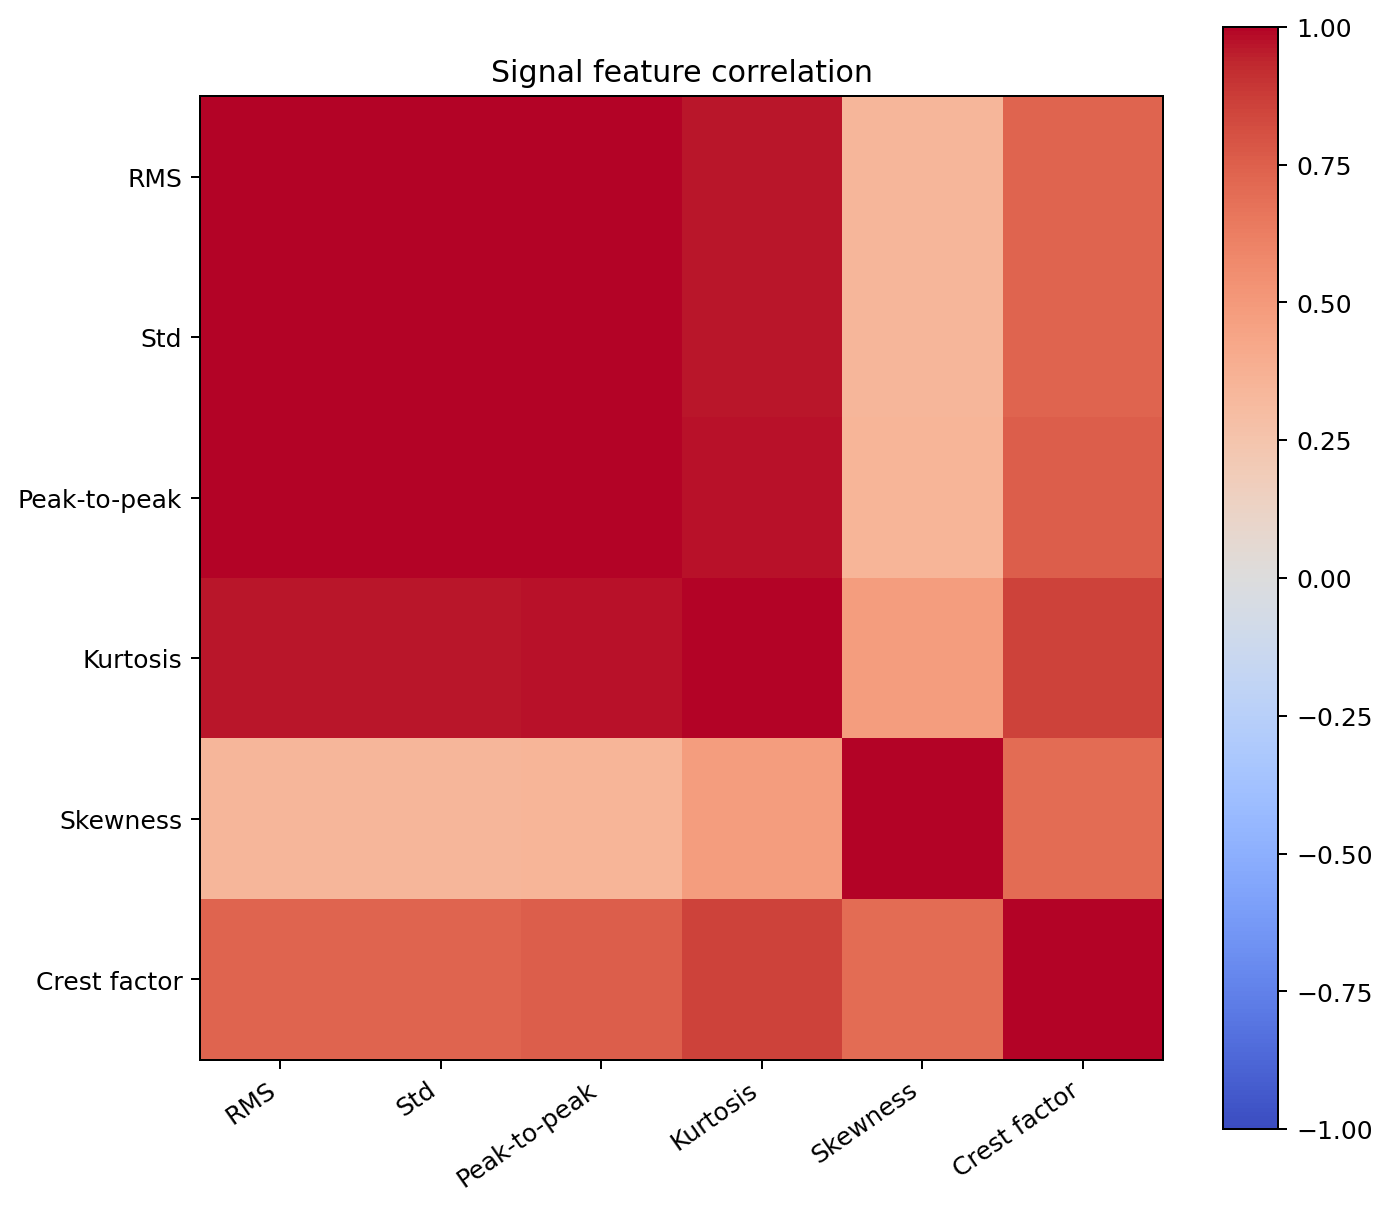 Signal feature correlation
RMS
Std
Peak-to-peak
Kurtosis
Skewness
Crest factor
RMS
Std
Peak-to-peak
Kurtosis
Skewness
Crest factor
1.00
0.75
0.50
0.25
0.00
−0.25
−0.50
−0.75
−1.00